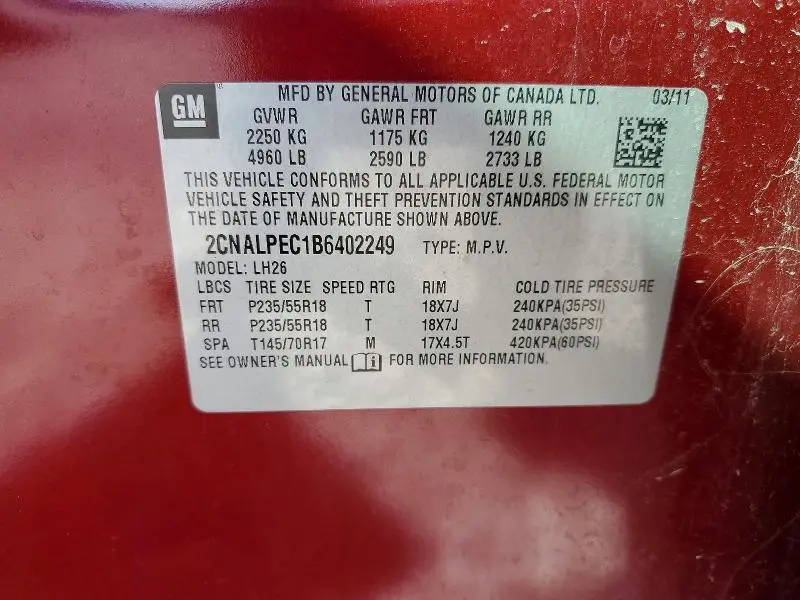 GM
MFD BY GENERAL MOTORS OF CANADA LTD. 03/11
GVWR GAWR FRT GAWR RR
2250 KG 1175 KG 1240 KG
4960 LB 2590 LB 2733 LB
THIS VEHICLE CONFORMS TO ALL APPLICABLE U.S. FEDERAL MOTOR
VEHICLE SAFETY AND THEFT PREVENTION STANDARDS IN EFFECT ON
THE DATE OF MANUFACTURE SHOWN ABOVE.
2CNALPEC1B6402249 TYPE: M.P.V.
MODEL: LH26
LBCS TIRE SIZE SPEED RTG RIM COLD TIRE PRESSURE
FRT P235/55R18 T 18X7J 240KPA(35PSI)
RR P235/55R18 T 18X7J 240KPA(35PSI)
SPA T145/70R17 M 17X4.5T 420KPA(60PSI)
SEE OWNER'S MANUAL FOR MORE INFORMATION.